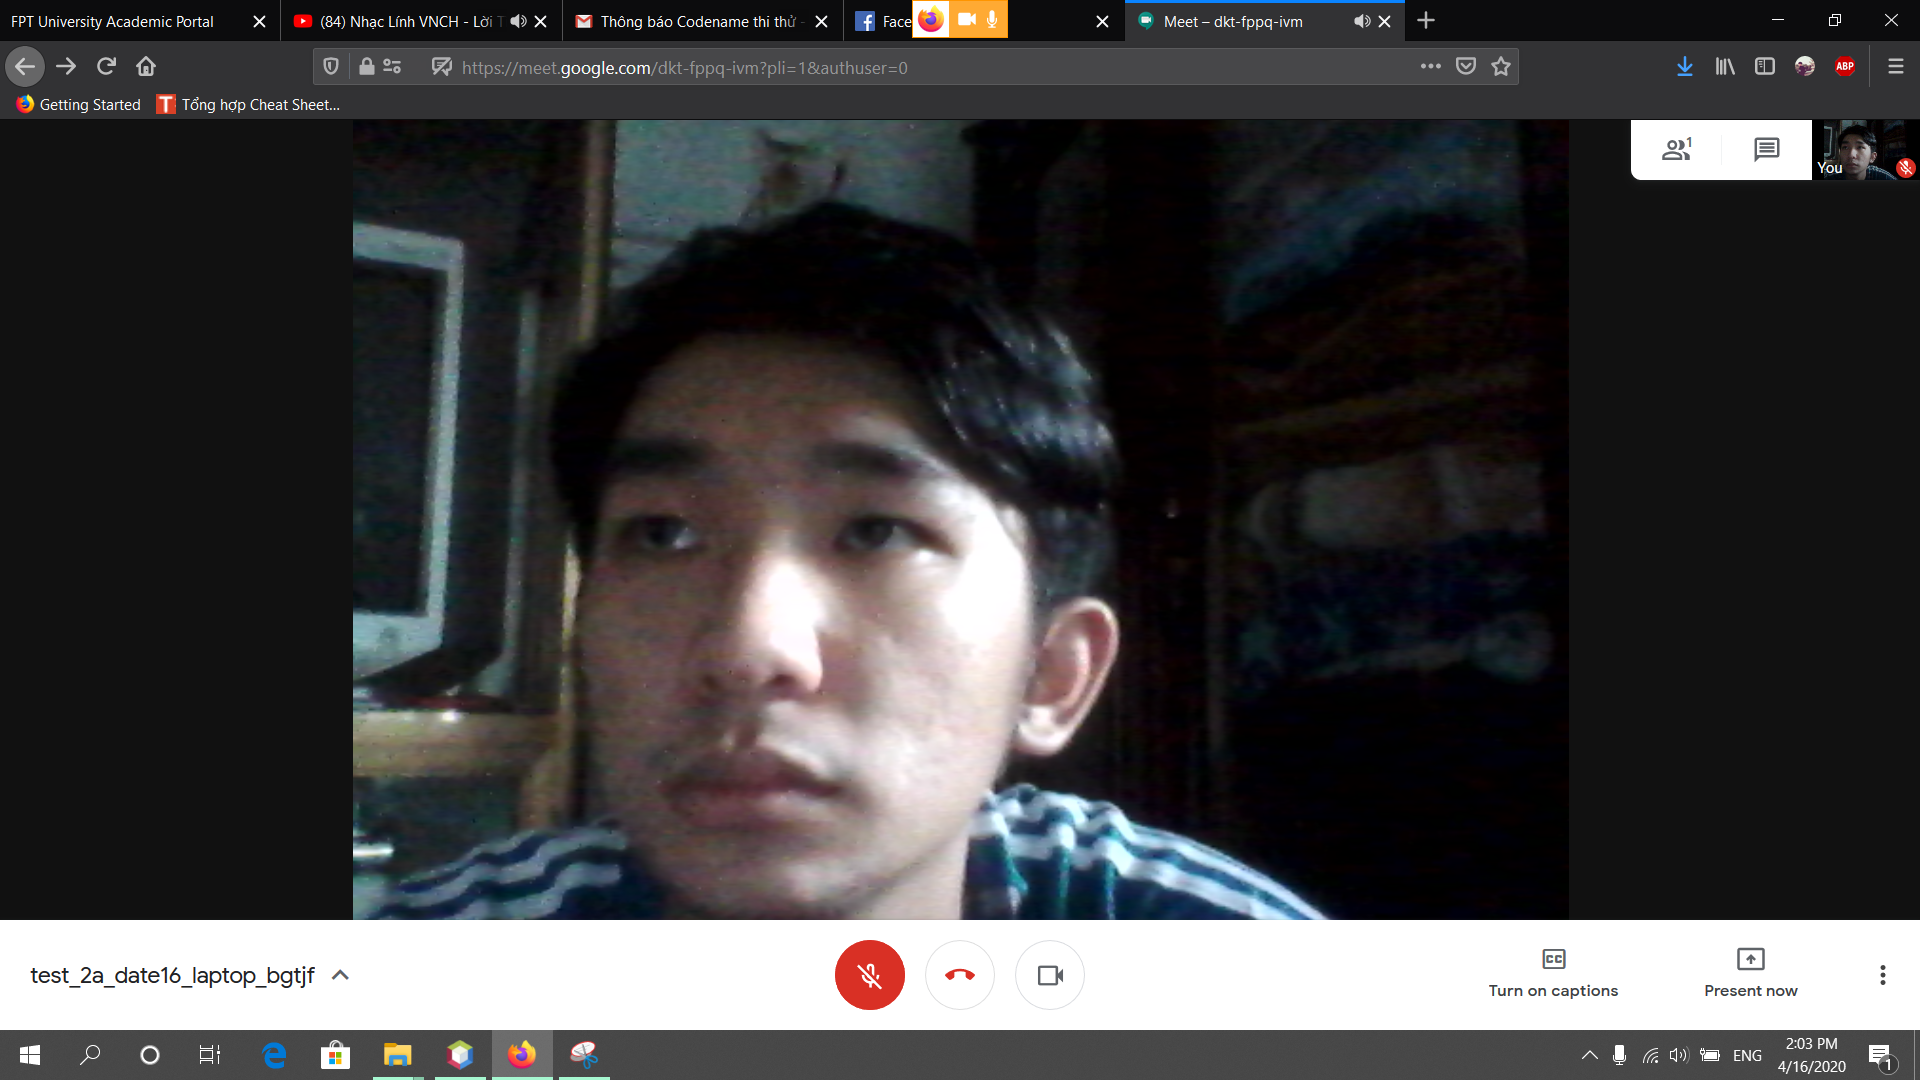 FPT University Academic Portal
(84) Nhạc Lính VNCH - Lời T
Thông báo Codename thi thử -
Face
Meet – dkt-fppq-ivm
https://meet.google.com/dkt-fppq-ivm?pli=1&authuser=0
ABP
Getting Started
Tổng hợp Cheat Sheet...
1
You
test_2a_date16_laptop_bgtjf
CC
Turn on captions
Present now
ENG
2:03 PM
4/16/2020
1